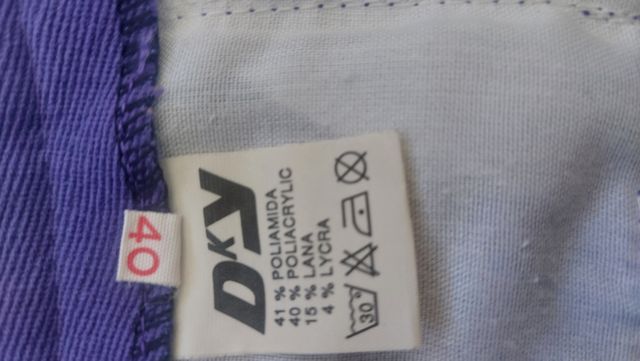 40
DKY
41 % POLIAMIDA
40 % POLIACRYLIC
15 % LANA
4 % LYCRA
30